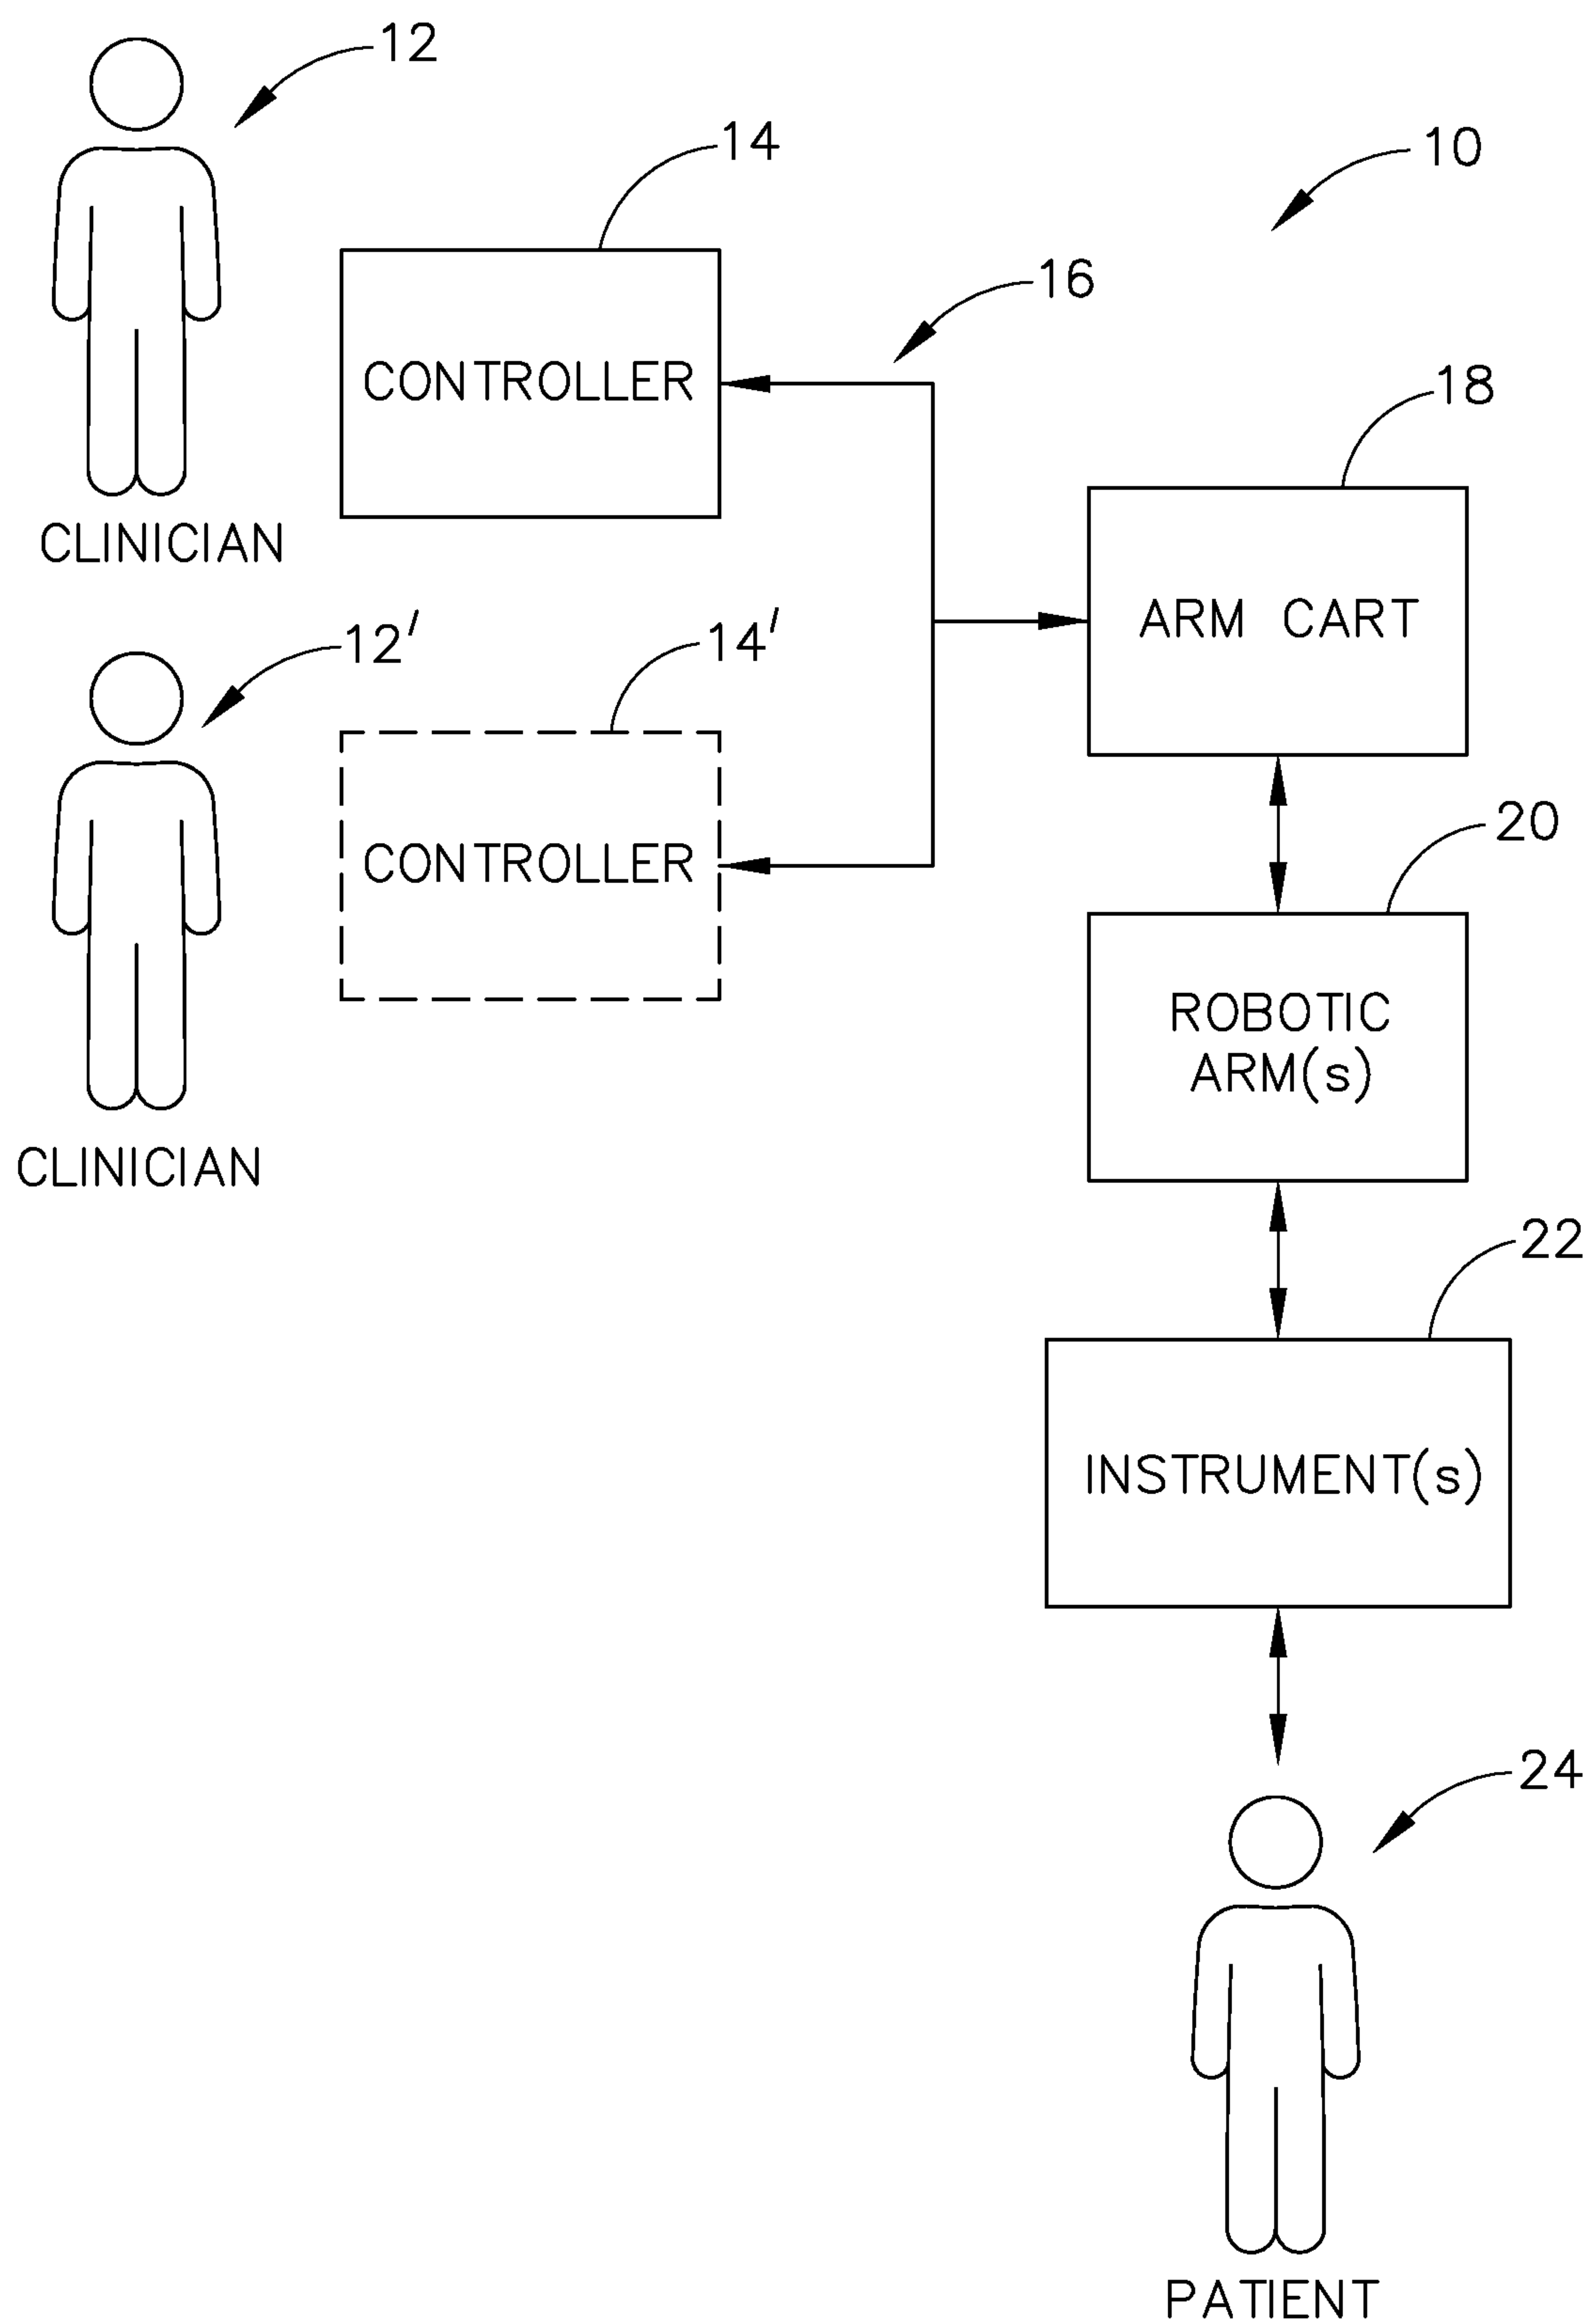 12
14
10
16
CONTROLLER
18
CLINICIAN
ARM CART
12'
14'
20
CONTROLLER
ROBOTIC
ARM(s)
CLINICIAN
22
INSTRUMENT(s)
24
PATIENT